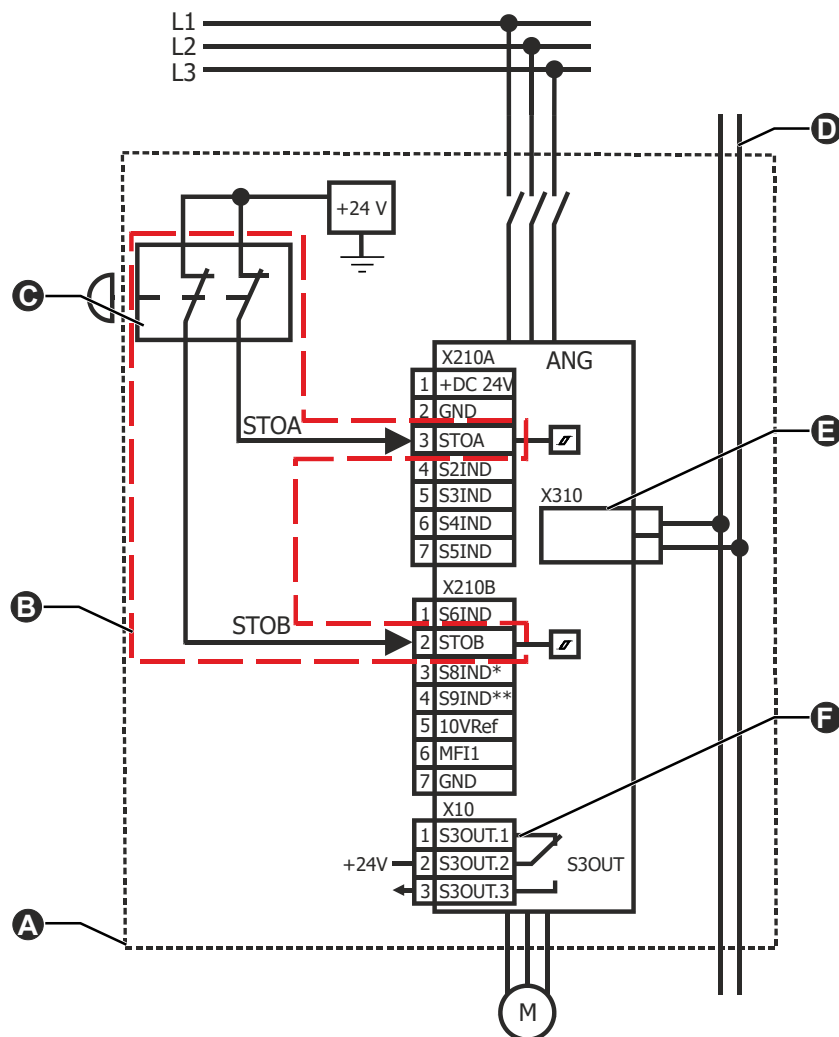 L1
L2
L3
D
+24 V
C
X210A
ANG
1 +DC 24V
2 GND
STOA
3 STOA
E
4 S2IND
X310
5 S3IND
6 S4IND
7 S5IND
X210B
B
1 S6IND
STOB
2 STOB
3 S8IND*
4 S9IND**
F
5 10VRef
6 MFI1
7 GND
X10
1 S3OUT.1
+24V
2 S3OUT.2
S3OUT
3 S3OUT.3
A
M